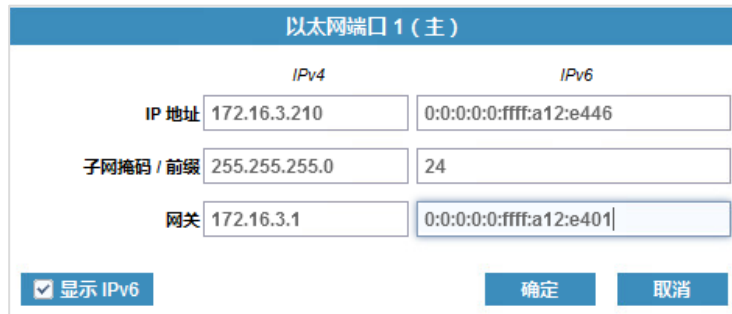 以太网端口 1 ( 主 )
IPv4 IPv6
IP 地址 172.16.3.210 0:0:0:0:0:ffff:a12:e446
子网掩码 / 前缀 255.255.255.0 24
网关 172.16.3.1 0:0:0:0:0:ffff:a12:e401
显示 IPv6 确定 取消